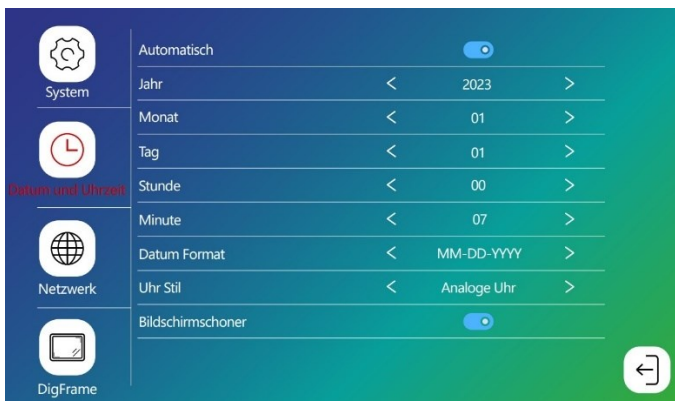 System
Datum und Uhrzeit
Netzwerk
DigFrame
Automatisch
Jahr < 2023 >
Monat < 01 >
Tag < 01 >
Stunde < 00 >
Minute < 07 >
Datum Format < MM-DD-YYYY >
Uhr Stil < Analoge Uhr >
Bildschirmschoner